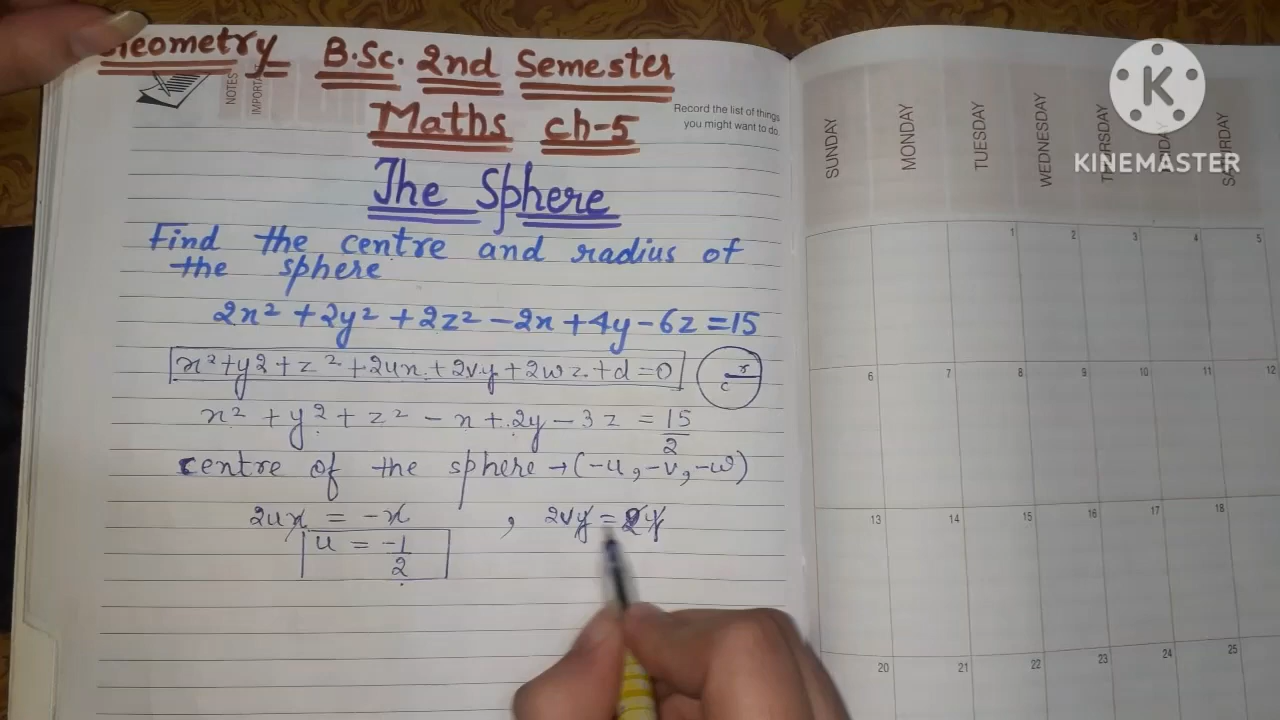 Geometry B.Sc. 2nd Semester
Maths ch-5
NOTES
IMPORTANT
Record the list of things
you might want to do.
The Sphere
Find the centre and radius of
the sphere
2x² + 2y² + 2z² - 2x + 4y - 6z = 15
x² + y2 + z² + 2ux + 2vy + 2wz + d = 0
c r
x² + y² + z² - x + 2y - 3z = 15/2
centre of the sphere → (-u, -v, -w)
2ux = -x , 2vy = 2y
u = -1/2
K
KINEMASTER
SUNDAY MONDAY TUESDAY WEDNESDAY THURSDAY FRIDAY SATURDAY
1 2 3 4 5
6 7 8 9 10 11 12
13 14 15 16 17 18
20 21 22 23 24 25